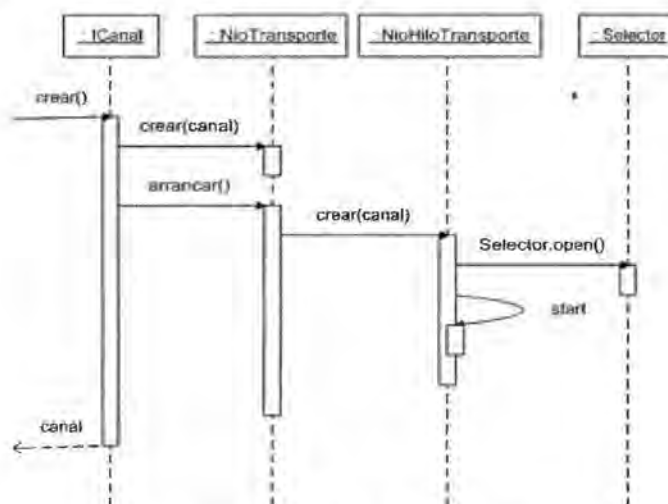 : ICanal
: NioTransporte
: NioHiloTransporte
: Selector
crear()
crear(canal)
arrancar()
crear(canal)
Selector.open()
start
canal